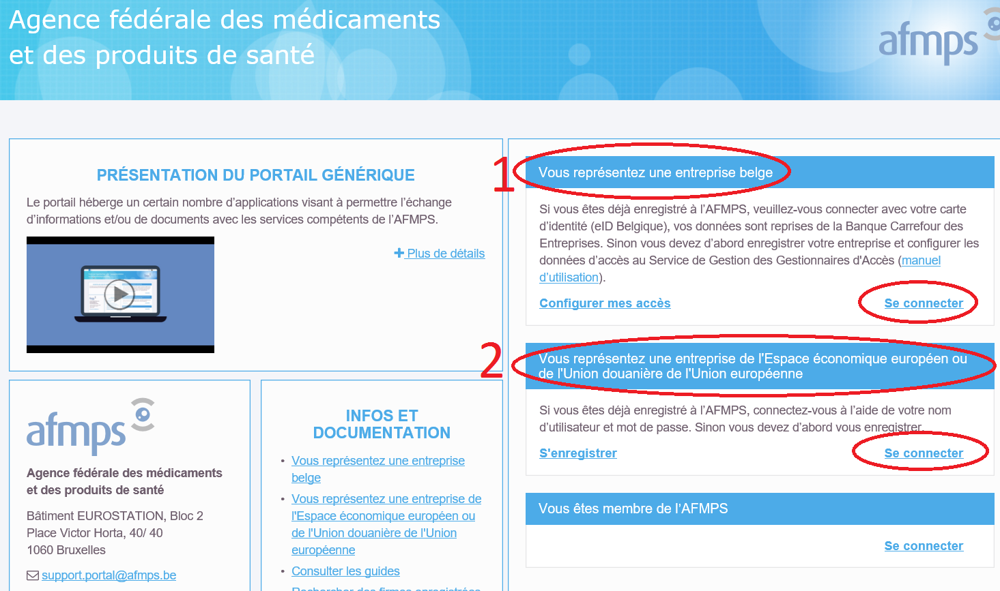 Agence fédérale des médicaments
et des produits de santé
afmps
PRÉSENTATION DU PORTAIL GÉNÉRIQUE
Le portail héberge un certain nombre d'applications visant à permettre l'échange
d'informations et/ou de documents avec les services compétents de l'AFMPS.
+ Plus de détails
afmps
Agence fédérale des médicaments
et des produits de santé
Bâtiment EUROSTATION, Bloc 2
Place Victor Horta, 40/ 40
1060 Bruxelles
support.portal@afmps.be
INFOS ET
DOCUMENTATION
• Vous représentez une entreprise
belge
• Vous représentez une entreprise de
l'Espace économique européen ou
de l'Union douanière de l'Union
européenne
• Consulter les guides
Rechercher des firmes enregistrées
1
Vous représentez une entreprise belge
Si vous êtes déjà enregistré à l'AFMPS, veuillez-vous connecter avec votre carte
d'identité (eID Belgique), vos données sont reprises de la Banque Carrefour des
Entreprises. Sinon vous devez d'abord enregistrer votre entreprise et configurer les
données d'accès au Service de Gestion des Gestionnaires d'Accès (manuel
d'utilisation).
Configurer mes accès Se connecter
2
Vous représentez une entreprise de l'Espace économique européen ou
de l'Union douanière de l'Union européenne
Si vous êtes déjà enregistré à l'AFMPS, connectez-vous à l'aide de votre nom
d'utilisateur et mot de passe. Sinon vous devez d'abord vous enregistrer.
S'enregistrer Se connecter
Vous êtes membre de l'AFMPS
Se connecter